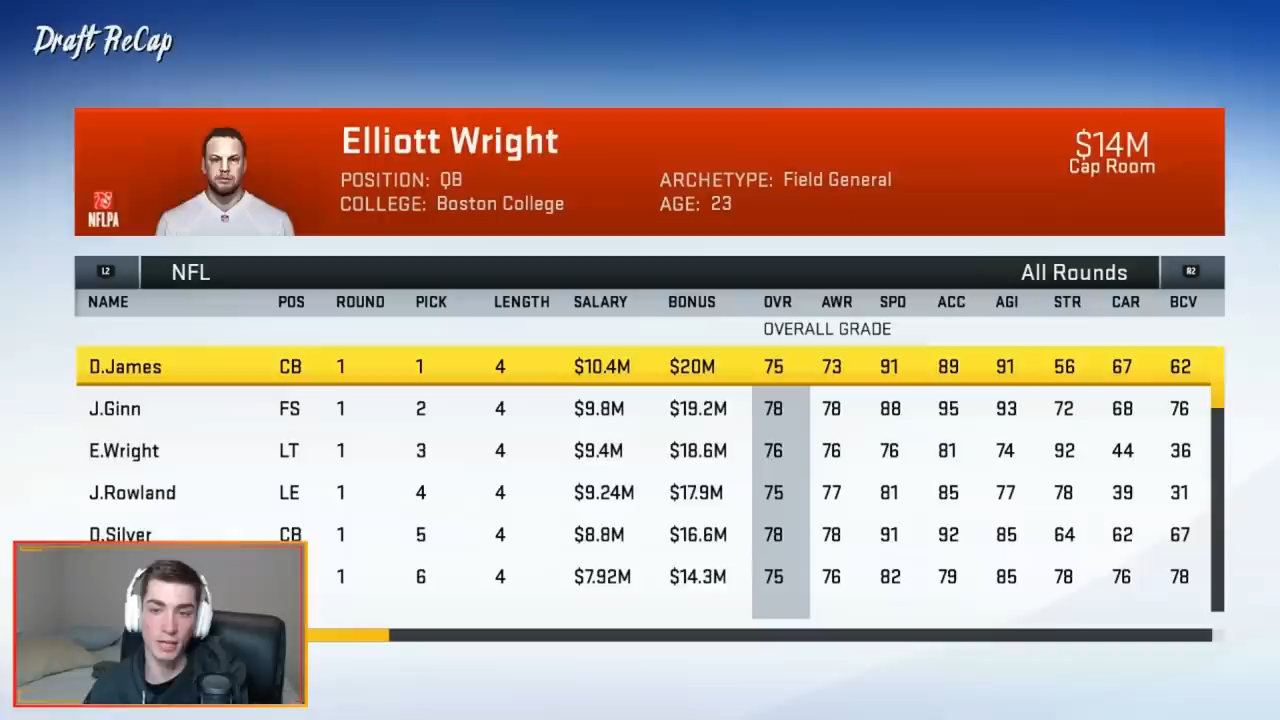 Draft ReCap
Elliott Wright
POSITION: QB
COLLEGE: Boston College
ARCHETYPE: Field General
AGE: 23
$14M
Cap Room
NFLPA
L2 NFL All Rounds R2
NAME POS ROUND PICK LENGTH SALARY BONUS OVR AWR SPD ACC AGI STR CAR BCV
OVERALL GRADE
D.James CB 1 1 4 $10.4M $20M 75 73 91 89 91 56 67 62
J.Ginn FS 1 2 4 $9.8M $19.2M 78 78 88 95 93 72 68 76
E.Wright LT 1 3 4 $9.4M $18.6M 76 76 76 81 74 92 44 36
J.Rowland LE 1 4 4 $9.24M $17.9M 75 77 81 85 77 78 39 31
D.Silver CB 1 5 4 $8.8M $16.6M 78 78 91 92 85 64 62 67
1 6 4 $7.92M $14.3M 75 76 82 79 85 78 76 78